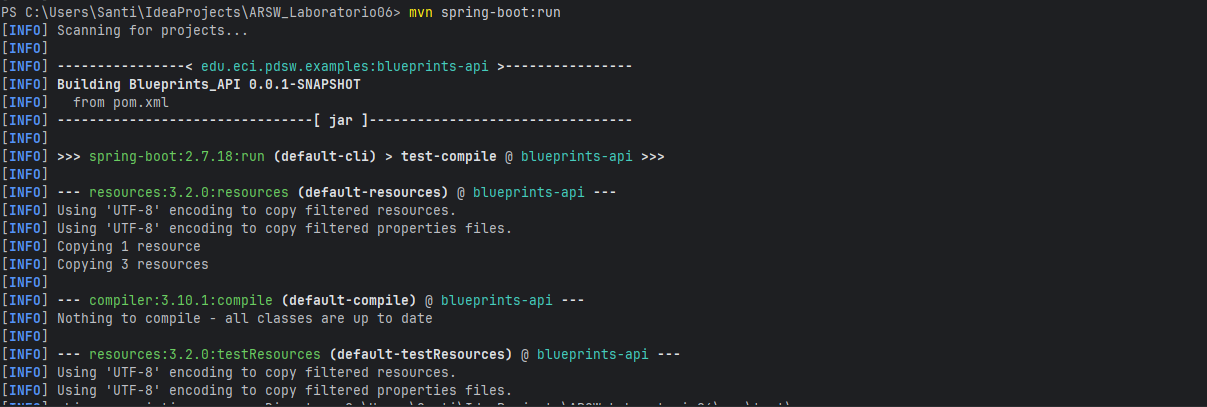 PS C:\Users\Santi\IdeaProjects\ARSW_Laboratorio06> mvn spring-boot:run
[INFO] Scanning for projects...
[INFO]
[INFO] ----------------< edu.eci.pdsw.examples:blueprints-api >----------------
[INFO] Building Blueprints_API 0.0.1-SNAPSHOT
[INFO]   from pom.xml
[INFO] --------------------------------[ jar ]---------------------------------
[INFO]
[INFO] >>> spring-boot:2.7.18:run (default-cli) > test-compile @ blueprints-api >>>
[INFO]
[INFO] --- resources:3.2.0:resources (default-resources) @ blueprints-api ---
[INFO] Using 'UTF-8' encoding to copy filtered resources.
[INFO] Using 'UTF-8' encoding to copy filtered properties files.
[INFO] Copying 1 resource
[INFO] Copying 3 resources
[INFO]
[INFO] --- compiler:3.10.1:compile (default-compile) @ blueprints-api ---
[INFO] Nothing to compile - all classes are up to date
[INFO]
[INFO] --- resources:3.2.0:testResources (default-testResources) @ blueprints-api ---
[INFO] Using 'UTF-8' encoding to copy filtered resources.
[INFO] Using 'UTF-8' encoding to copy filtered properties files.